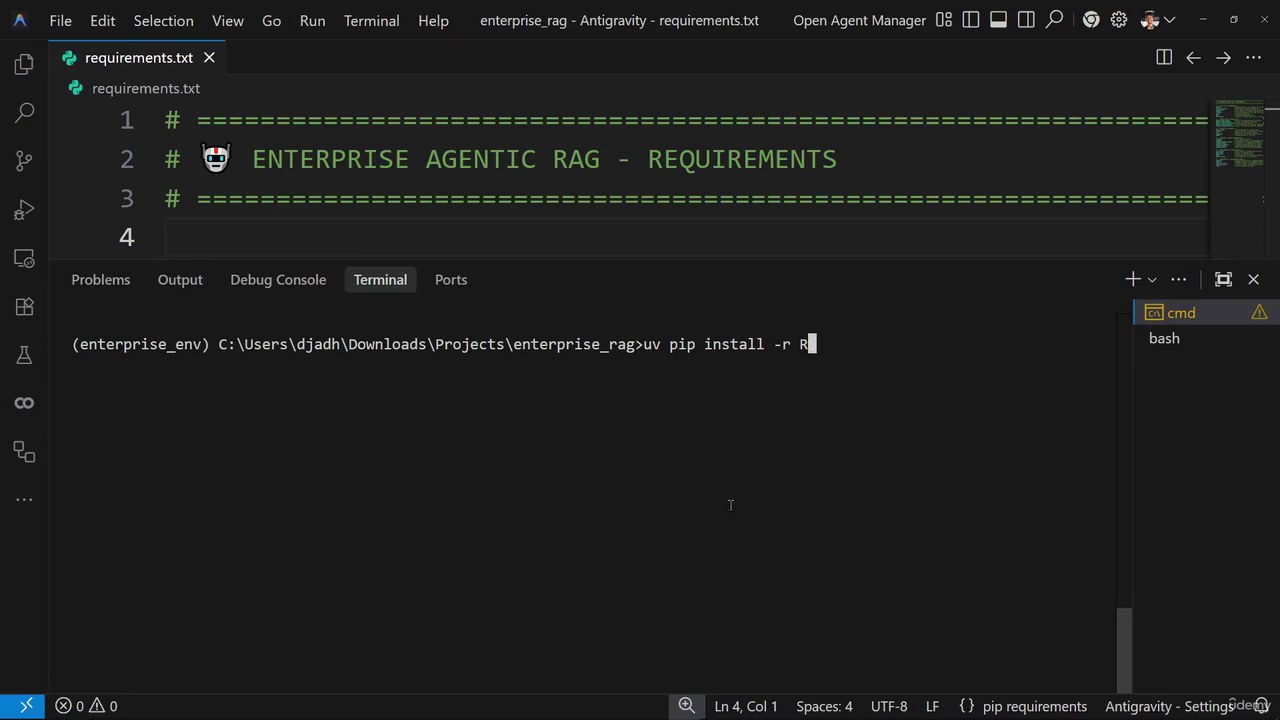 File Edit Selection View Go Run Terminal Help enterprise_rag - Antigravity - requirements.txt Open Agent Manager
requirements.txt
requirements.txt
1 # ===============================================================
2 # 🤖 ENTERPRISE AGENTIC RAG - REQUIREMENTS
3 # ===============================================================
4
Problems Output Debug Console Terminal Ports
cmd
bash
(enterprise_env) C:\Users\djadh\Downloads\Projects\enterprise_rag>uv pip install -r R
0 0 Ln 4, Col 1 Spaces: 4 UTF-8 LF {} pip requirements Antigravity - Settings
ûdemy